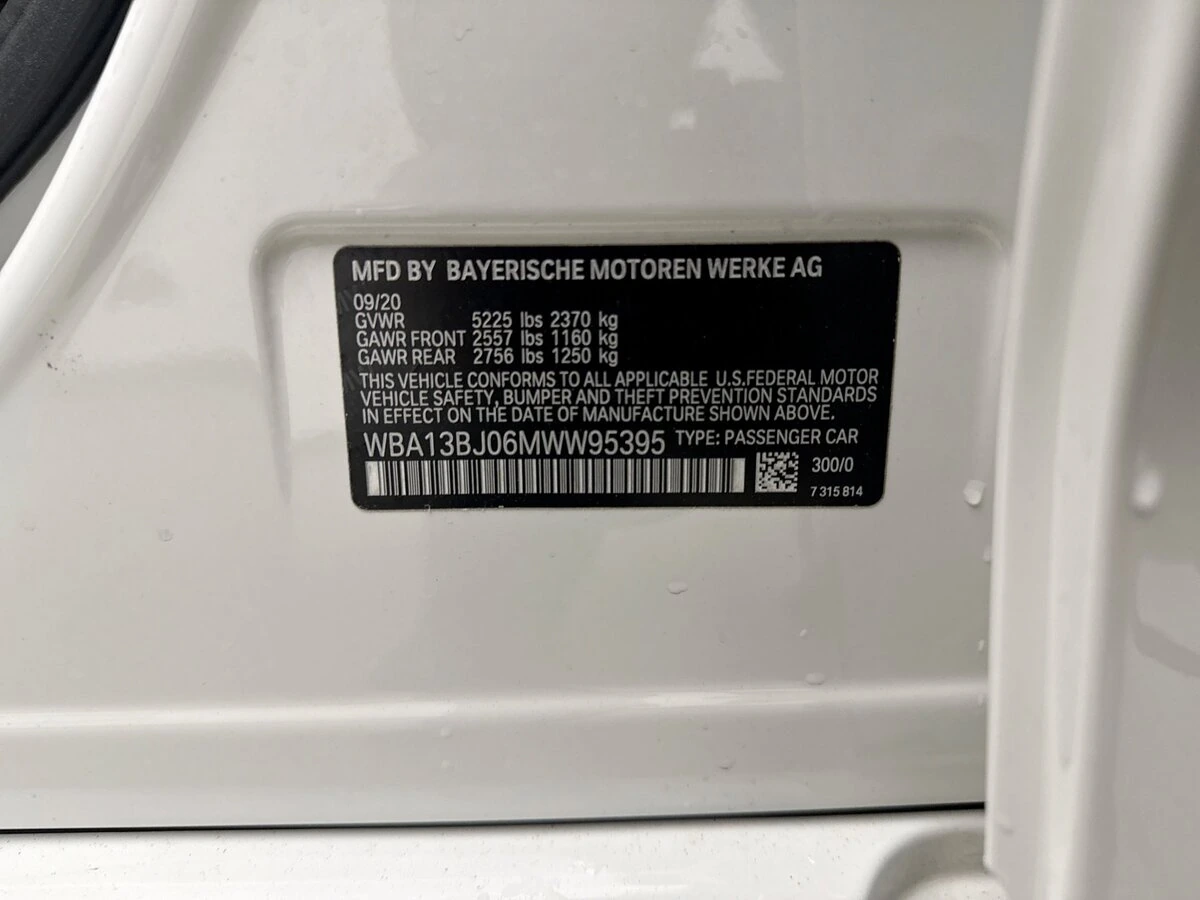 MFD BY BAYERISCHE MOTOREN WERKE AG
09/20
GVWR 5225 lbs 2370 kg
GAWR FRONT 2557 lbs 1160 kg
GAWR REAR 2756 lbs 1250 kg
THIS VEHICLE CONFORMS TO ALL APPLICABLE U.S.FEDERAL MOTOR
VEHICLE SAFETY, BUMPER AND THEFT PREVENTION STANDARDS
IN EFFECT ON THE DATE OF MANUFACTURE SHOWN ABOVE.
WBA13BJ06MWW95395 TYPE: PASSENGER CAR
300/0
7 315 814